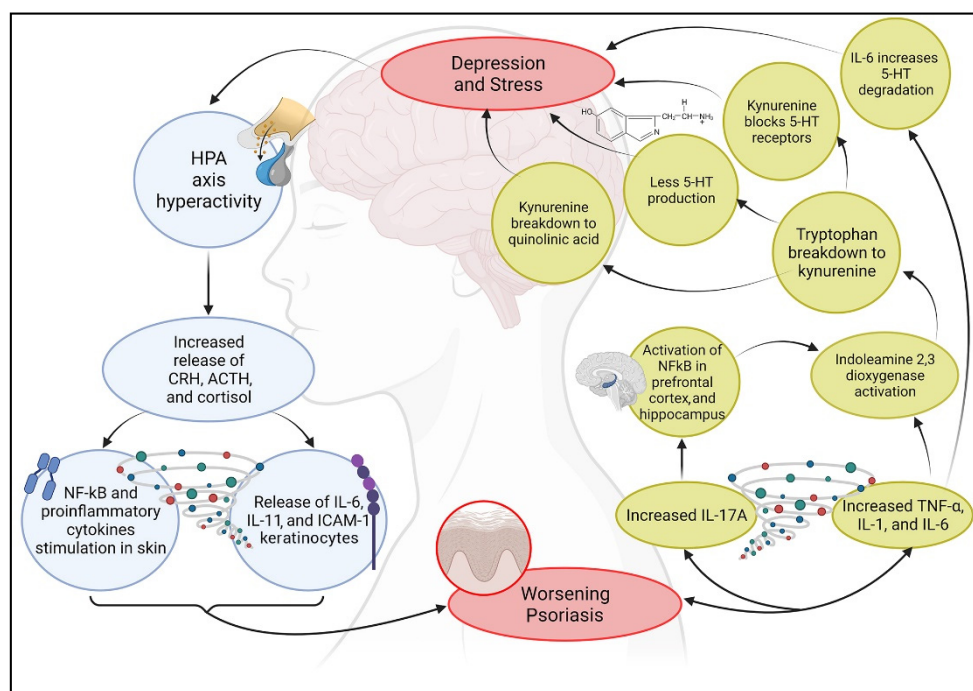 Depression
and Stress
IL-6 increases
5-HT
degradation
HO
H
C
C
NH₃
+
H₂
N
Kynurenine
blocks 5-HT
receptors
HPA
axis
hyperactivity
Less 5-HT
production
Kynurenine
breakdown to
quinolinic acid
Tryptophan
breakdown to
kynurenine
Increased
release of
CRH, ACTH,
and cortisol
Activation of
NFkB in
prefrontal
cortex,and
hippocampus
Indoleamine 2,3
dioxygenase
activation
NF-kB and
proinflammatory
cytokines
stimulation in skin
Release of IL-6,
IL-11, and ICAM-1
keratinocytes
Increased IL-17A
Increased TNF-α,
IL-1, and IL-6
Worsening
Psoriasis